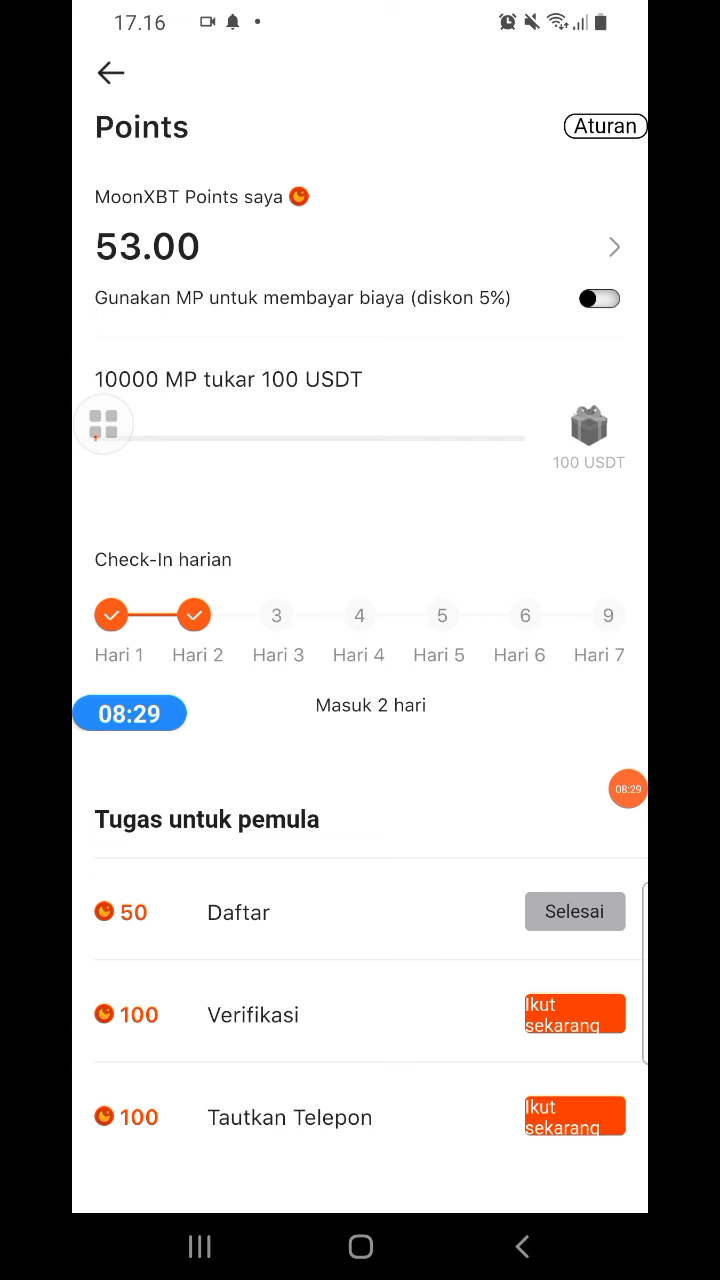 17.16
Points
Aturan
MoonXBT Points saya
53.00
Gunakan MP untuk membayar biaya (diskon 5%)
10000 MP tukar 100 USDT
100 USDT
Check-In harian
3 4 5 6 9
Hari 1 Hari 2 Hari 3 Hari 4 Hari 5 Hari 6 Hari 7
Masuk 2 hari
08:29
08:29
Tugas untuk pemula
50 Daftar Selesai
100 Verifikasi Ikut
sekarang
100 Tautkan Telepon Ikut
sekarang